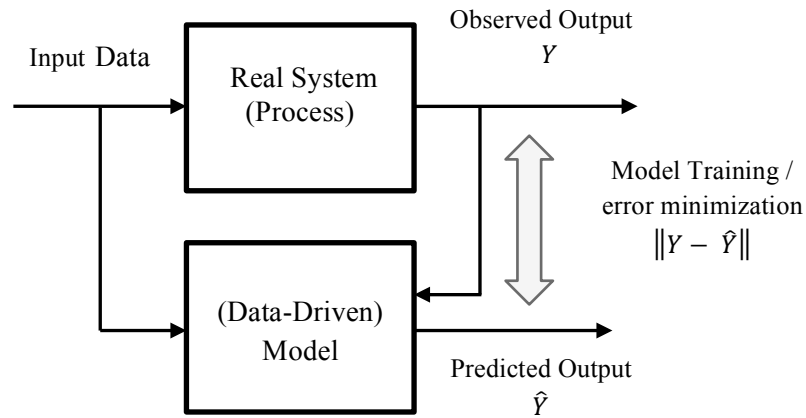 Input Data
Real System
(Process)
Observed Output
Y
Model Training /
error minimization
‖Y − Ŷ‖
(Data-Driven)
Model
Predicted Output
Ŷ